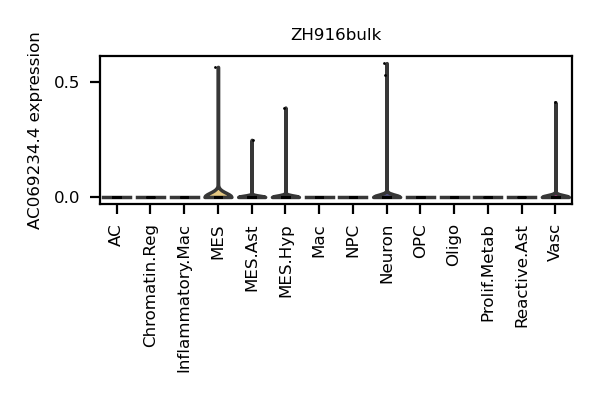 ZH916bulk
AC069234.4 expression
0.5
0.0
AC
Chromatin.Reg
Inflammatory.Mac
MES
MES.Ast
MES.Hyp
Mac
NPC
Neuron
OPC
Oligo
Prolif.Metab
Reactive.Ast
Vasc